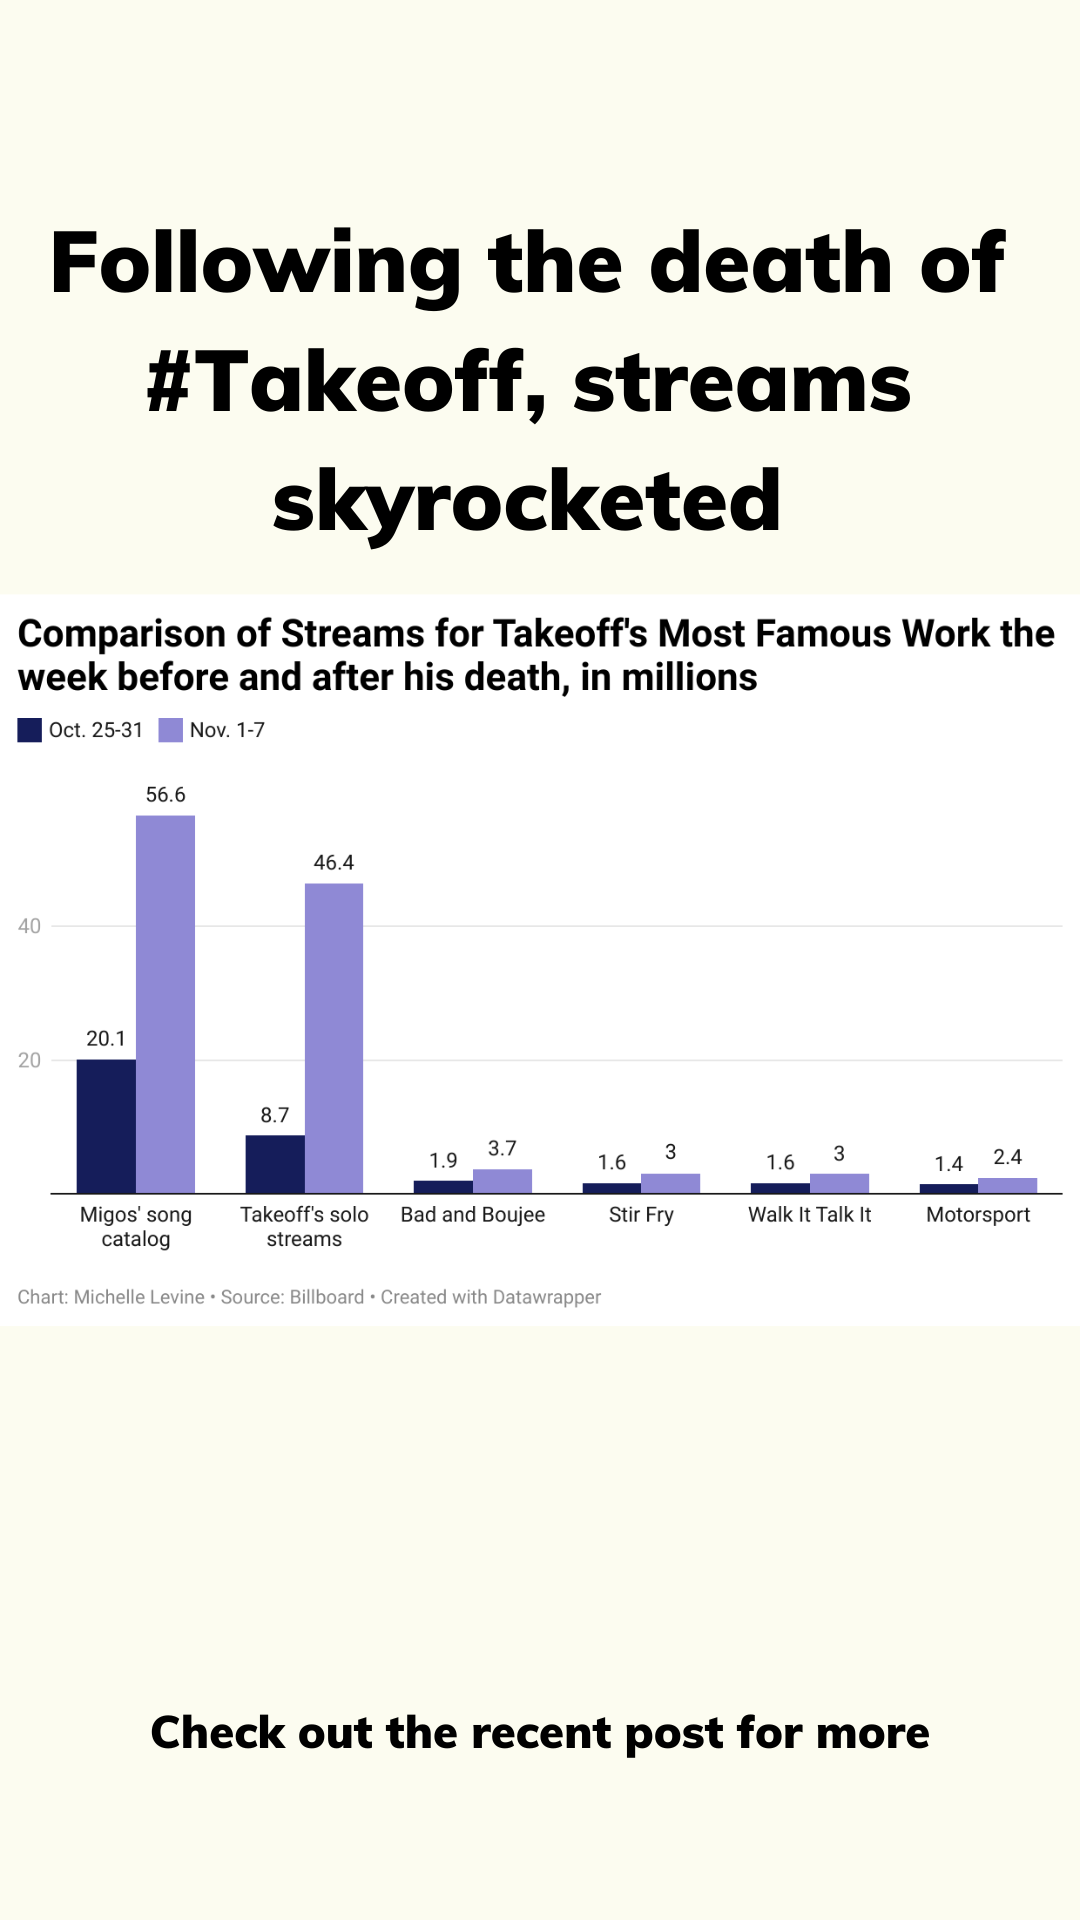 Following the death of
#Takeoff, streams
skyrocketed
Comparison of Streams for Takeoff's Most Famous Work the
week before and after his death, in millions
Oct. 25-31 Nov. 1-7
56.6
46.4
40
20.1
20
8.7
1.9 3.7
1.6 3
1.6 3
1.4 2.4
Migos' song
catalog
Takeoff's solo
streams
Bad and Boujee
Stir Fry
Walk It Talk It
Motorsport
Chart: Michelle Levine • Source: Billboard • Created with Datawrapper
Check out the recent post for more